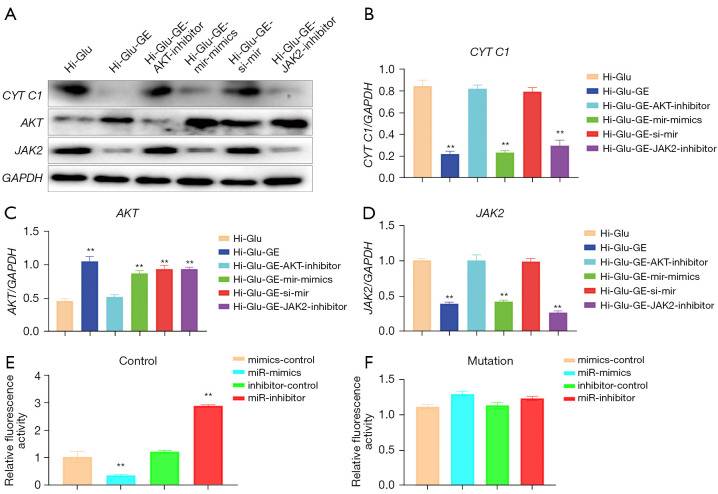 A
Hi-Glu
Hi-Glu-GE
Hi-Glu-GE-
AKT-inhibitor
Hi-Glu-GE-
mir-mimics
Hi-Glu-GE-
si-mir
Hi-Glu-GE-
JAK2-inhibitor
CYT C1
AKT
JAK2
GAPDH
B
CYT C1
CYT C1/GAPDH
1.0
0.8
0.6
0.4
0.2
0.0
**
**
**
Hi-Glu
Hi-Glu-GE
Hi-Glu-GE-AKT-inhibitor
Hi-Glu-GE-mir-mimics
Hi-Glu-GE-si-mir
Hi-Glu-GE-JAK2-inhibitor
C
AKT
AKT/GAPDH
1.5
1.0
0.5
0.0
**
**
**
**
Hi-Glu
Hi-Glu-GE
Hi-Glu-GE-AKT-inhibitor
Hi-Glu-GE-mir-mimics
Hi-Glu-GE-si-mir
Hi-Glu-GE-JAK2-inhibitor
D
JAK2
JAK2/GAPDH
1.5
1.0
0.5
0.0
**
**
**
Hi-Glu
Hi-Glu-GE
Hi-Glu-GE-AKT-inhibitor
Hi-Glu-GE-mir-mimics
Hi-Glu-GE-si-mir
Hi-Glu-GE-JAK2-inhibitor
E
Control
Relative fluorescence
activity
4
3
2
1
0
**
**
mimics-control
miR-mimics
inhibitor-control
miR-inhibitor
F
Mutation
Relative fluorescence
activity
1.5
1.0
0.5
0.0
mimics-control
miR-mimics
inhibitor-control
miR-inhibitor